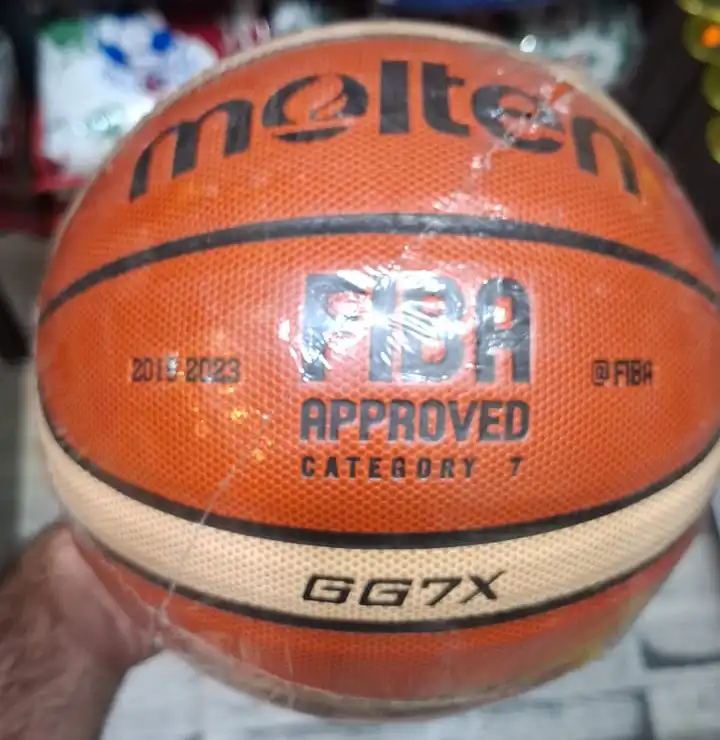 molten
FIBA
2019-2023
@ FIBA
APPROVED
CATEGORY 7
GG7X